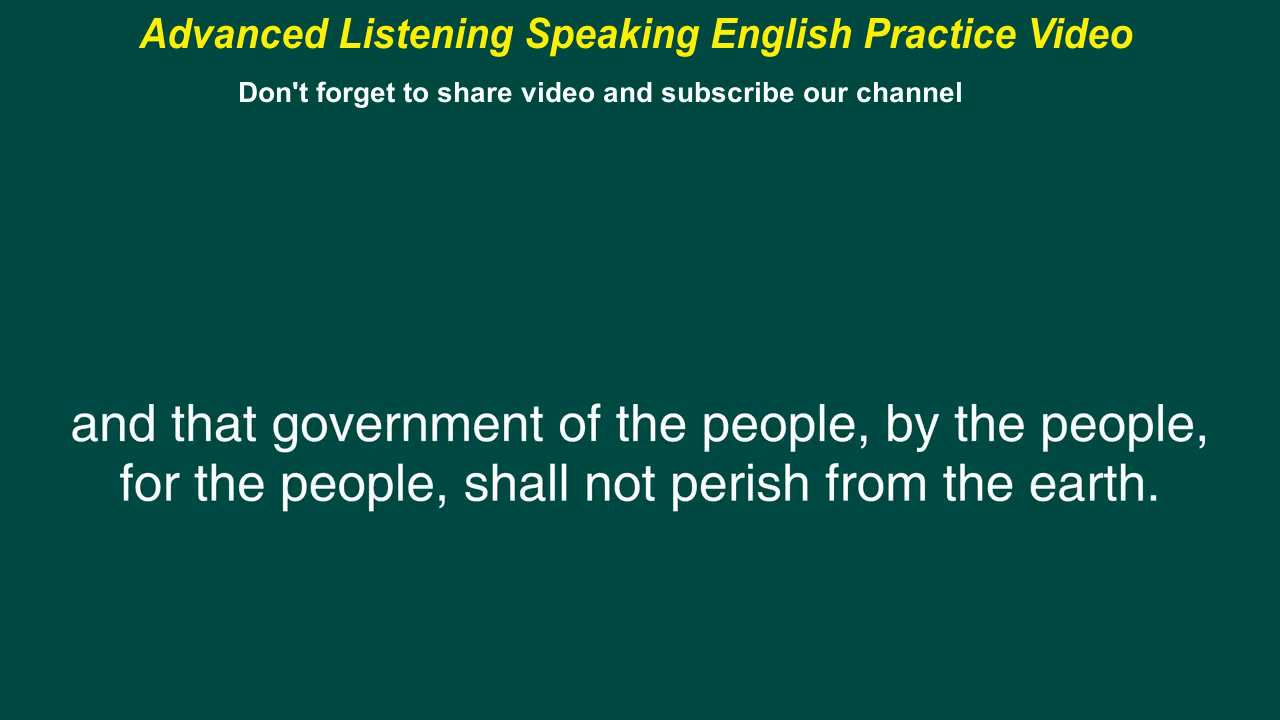 Advanced Listening Speaking English Practice Video
Don't forget to share video and subscribe our channel
and that government of the people, by the people,
for the people, shall not perish from the earth.